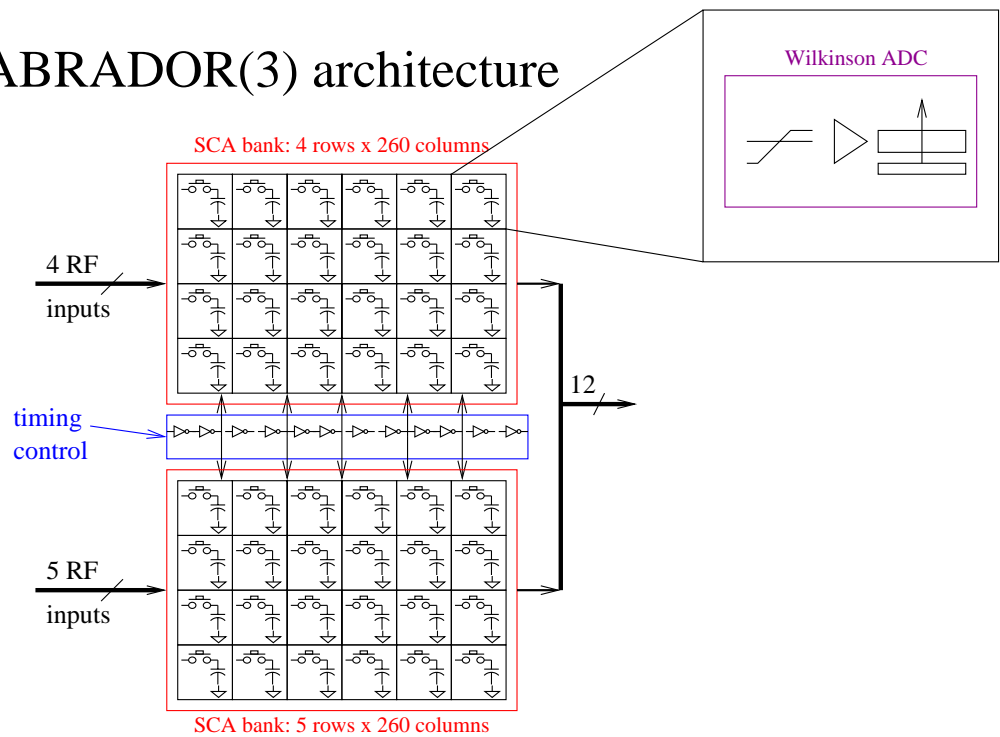 ABRADOR(3) architecture
Wilkinson ADC
SCA bank: 4 rows x 260 columns
4 RF
inputs
12
timing
control
5 RF
inputs
SCA bank: 5 rows x 260 columns